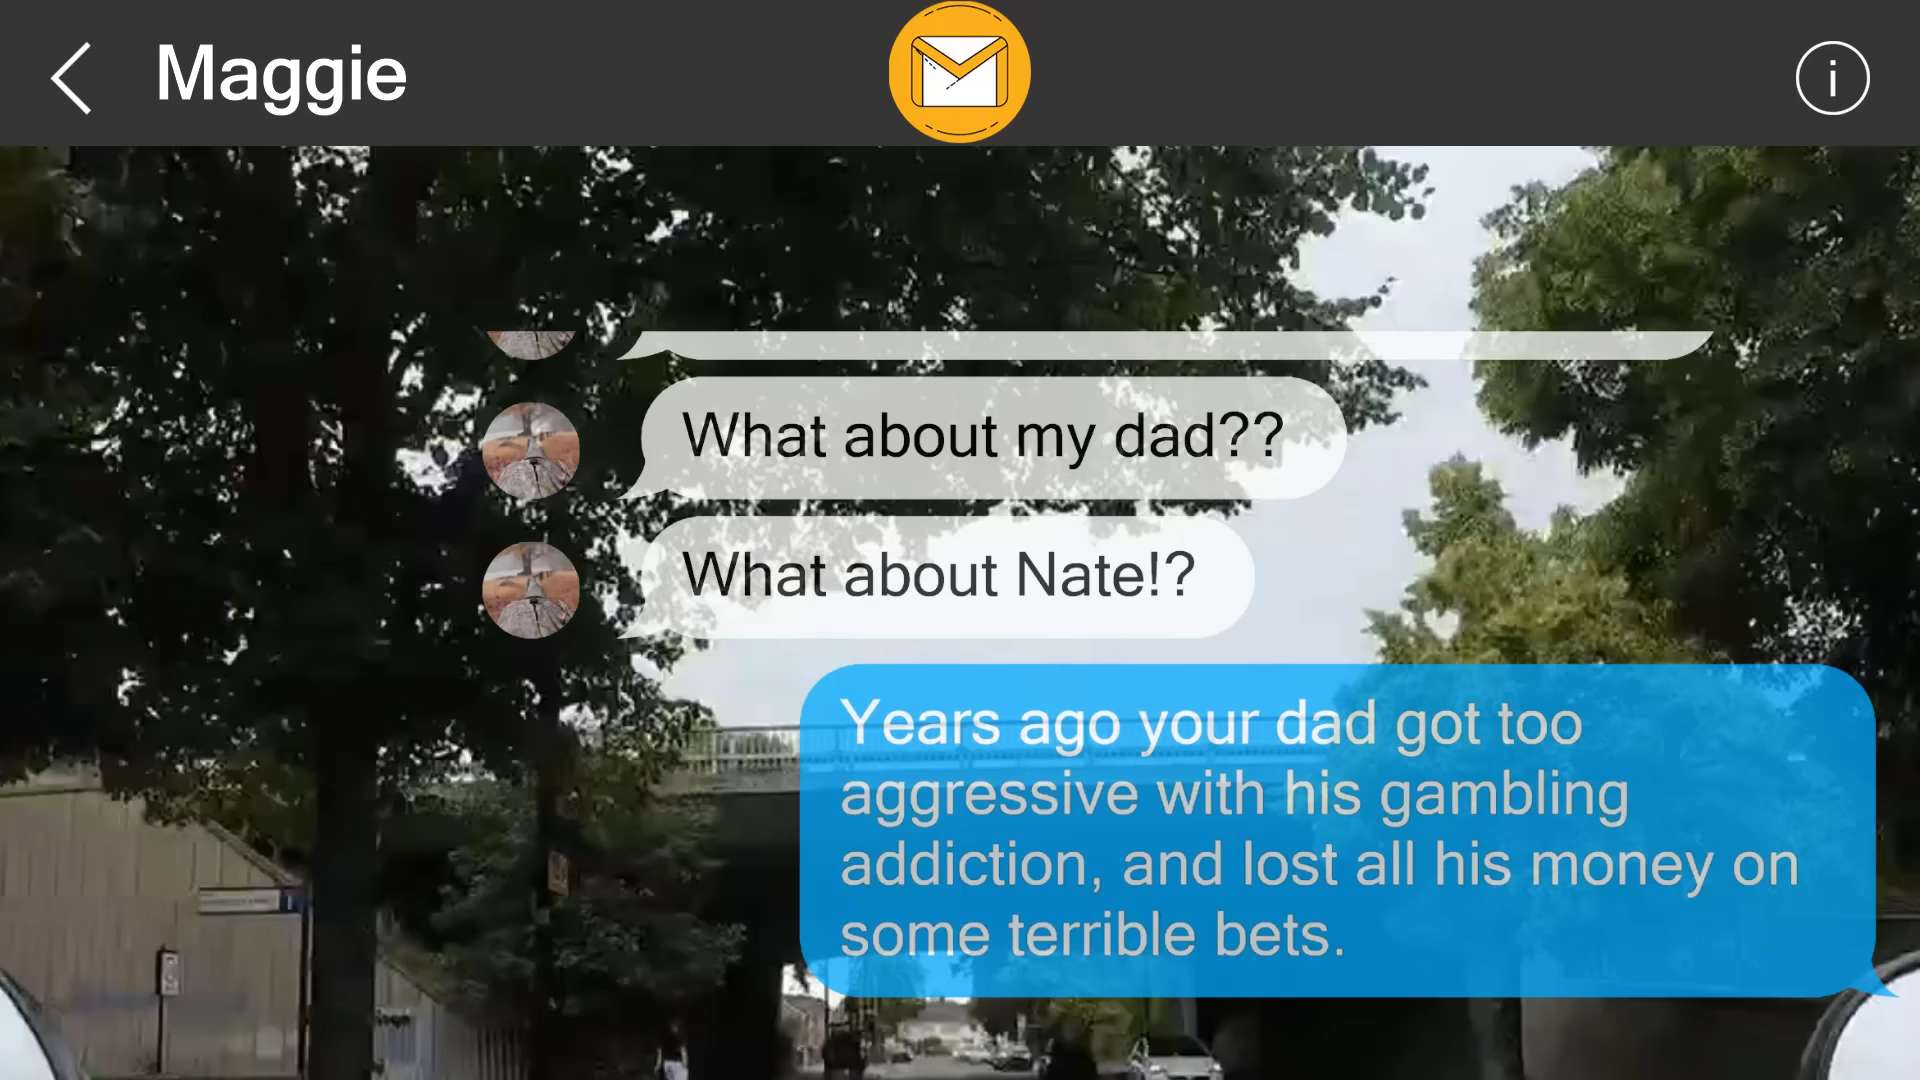 Maggie
What about my dad??
What about Nate!?
Years ago your dad got too
aggressive with his gambling
addiction, and lost all his money on
some terrible bets.